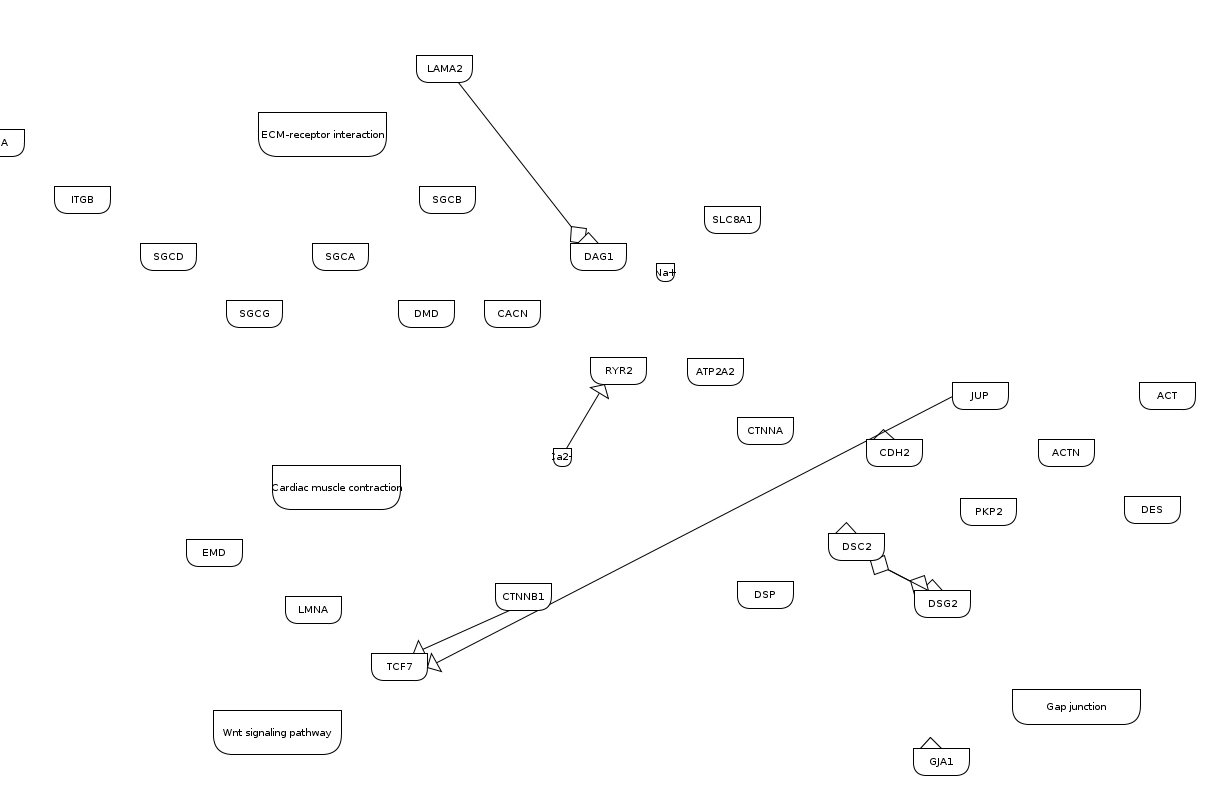 LAMA2
ECM-receptor interaction
A
ITGB
SGCB
SLC8A1
SGCD
SGCA
DAG1
Na+
SGCG
DMD
CACN
RYR2
ATP2A2
JUP
ACT
CTNNA
CDH2
ACTN
Ca2+
Cardiac muscle contraction
PKP2
DES
EMD
DSC2
CTNNB1
DSP
DSG2
LMNA
TCF7
Gap junction
Wnt signaling pathway
GJA1